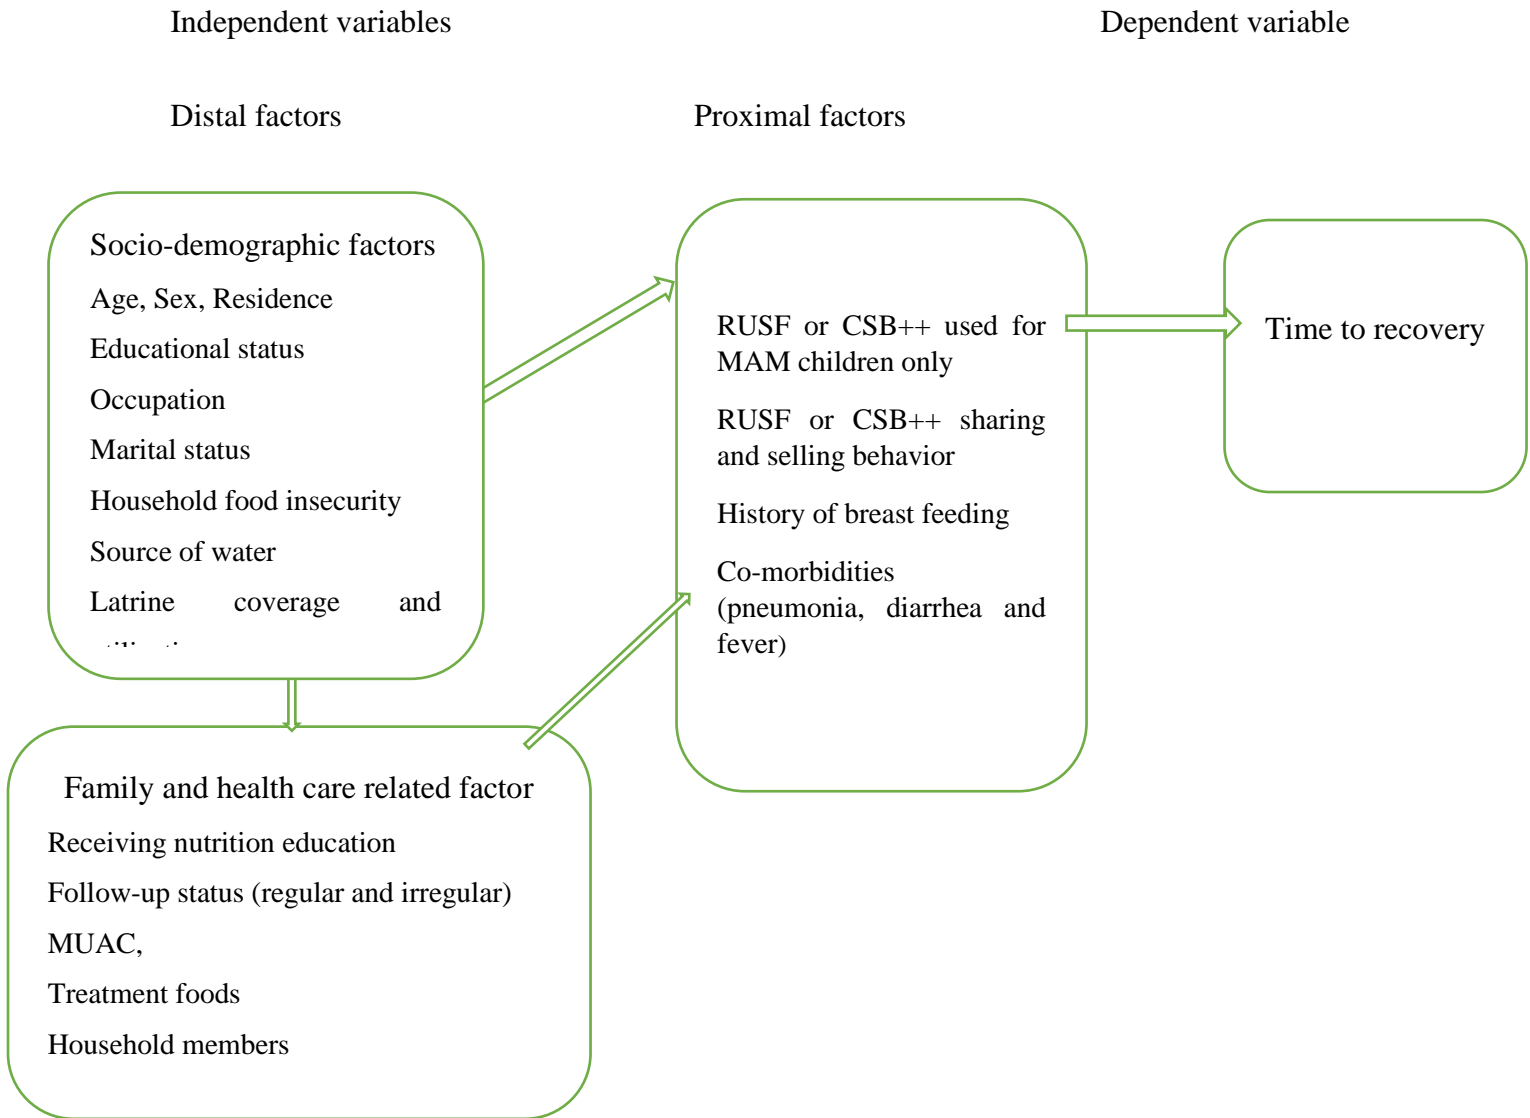 Independent variables
Dependent variable
Distal factors
Proximal factors
Socio-demographic factors
Age, Sex, Residence
Educational status
Occupation
Marital status
Household food insecurity
Source of water
Latrine coverage and
Family and health care related factor
Receiving nutrition education
Follow-up status (regular and irregular)
MUAC,
Treatment foods
Household members
RUSF or CSB++ used for
MAM children only
RUSF or CSB++ sharing
and selling behavior
History of breast feeding
Co-morbidities
(pneumonia, diarrhea and
fever)
Time to recovery